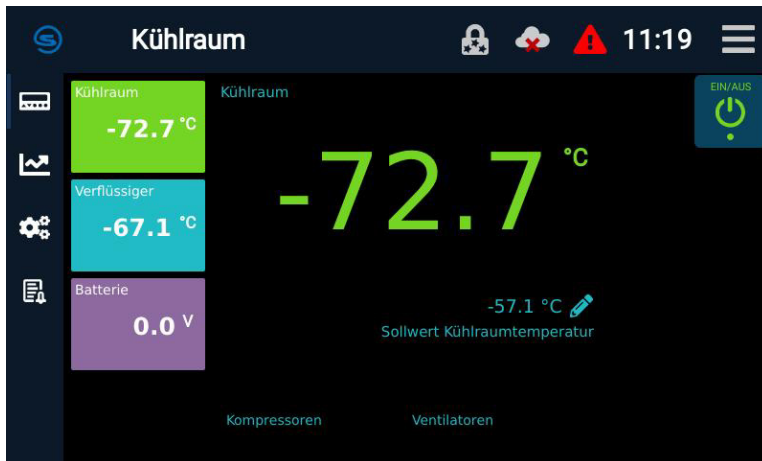 Kühlraum
11:19
Kühlraum
-72.7 °C
Verflüssiger
-67.1 °C
Batterie
0.0 V
Kühlraum
-72.7 °C
-57.1 °C
Sollwert Kühlraumtemperatur
Kompressoren
Ventilatoren
EIN/AUS